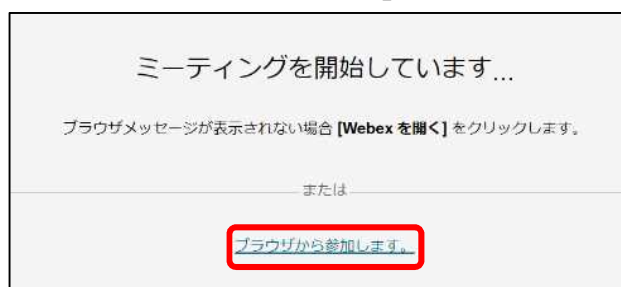 ミーティングを開始しています...
ブラウザメッセージが表示されない場合 [Webex を開く] をクリックします。
または
ブラウザから参加します。